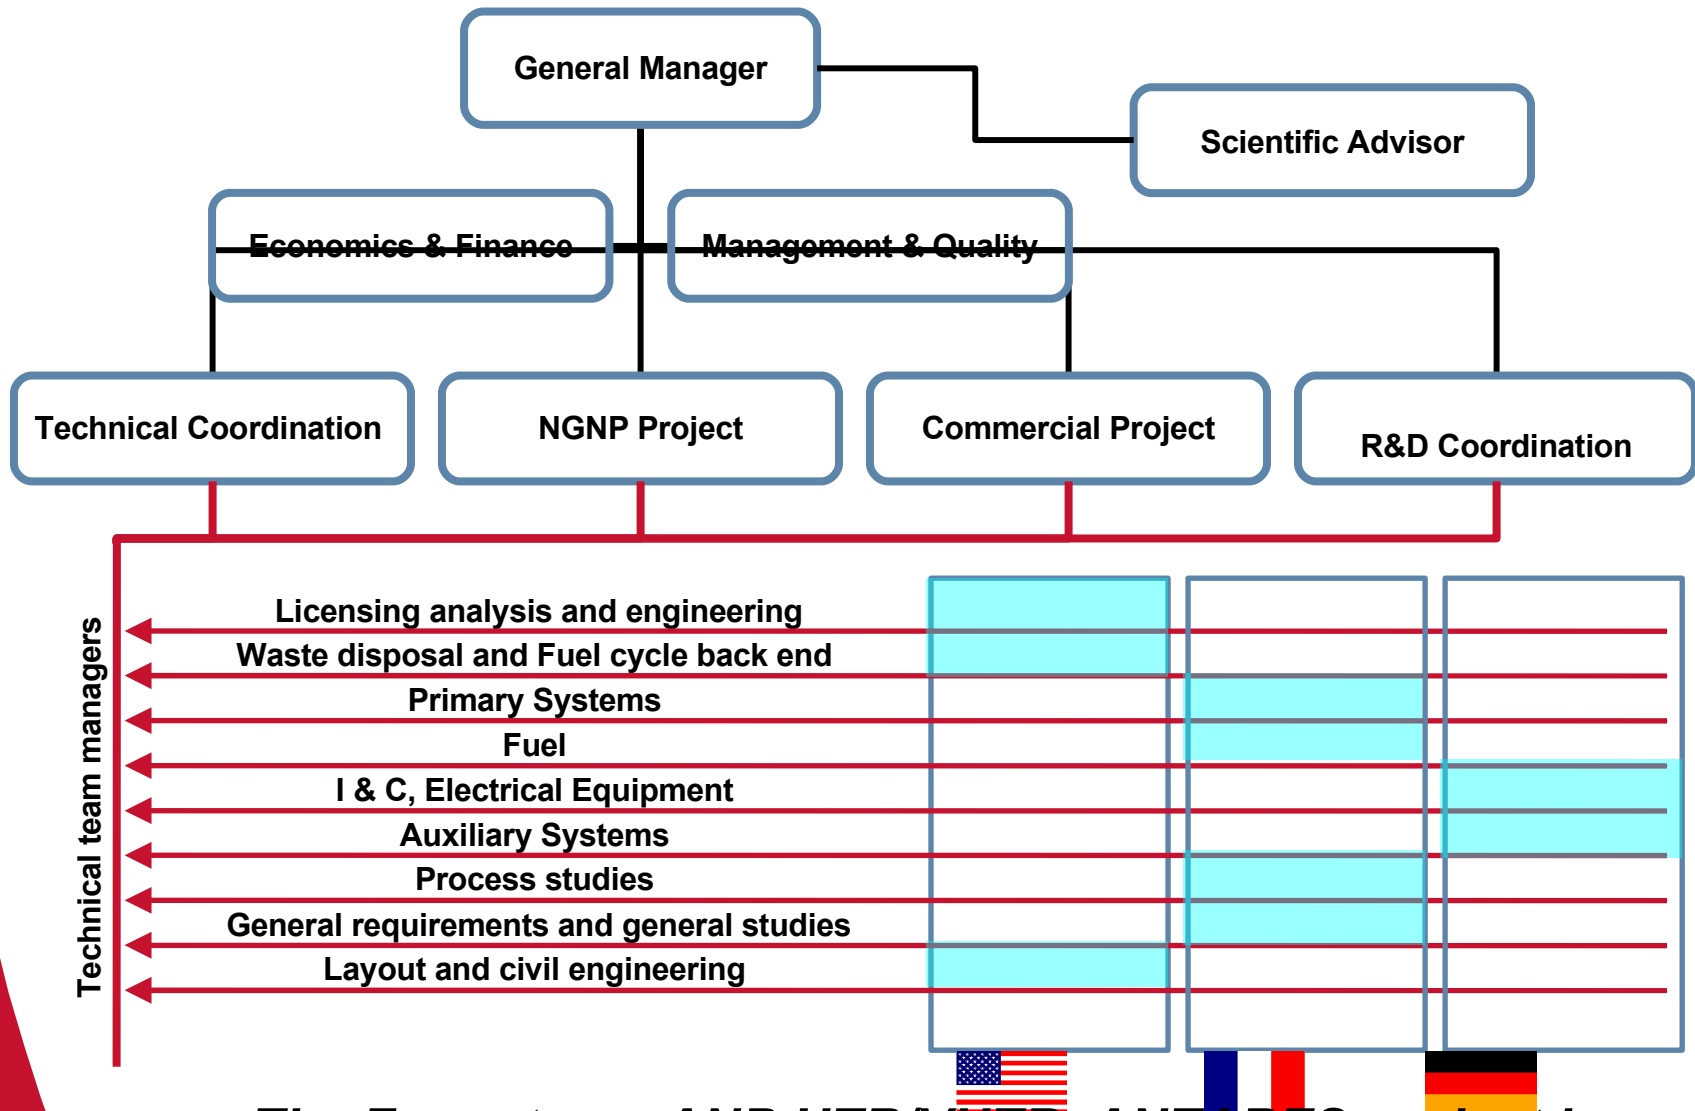 General Manager
Scientific Advisor
Economics & Finance
Management & Quality
Technical Coordination
NGNP Project
Commercial Project
R&D Coordination
Technical team managers
Licensing analysis and engineering
Waste disposal and Fuel cycle back end
Primary Systems
Fuel
I & C, Electrical Equipment
Auxiliary Systems
Process studies
General requirements and general studies
Layout and civil engineering